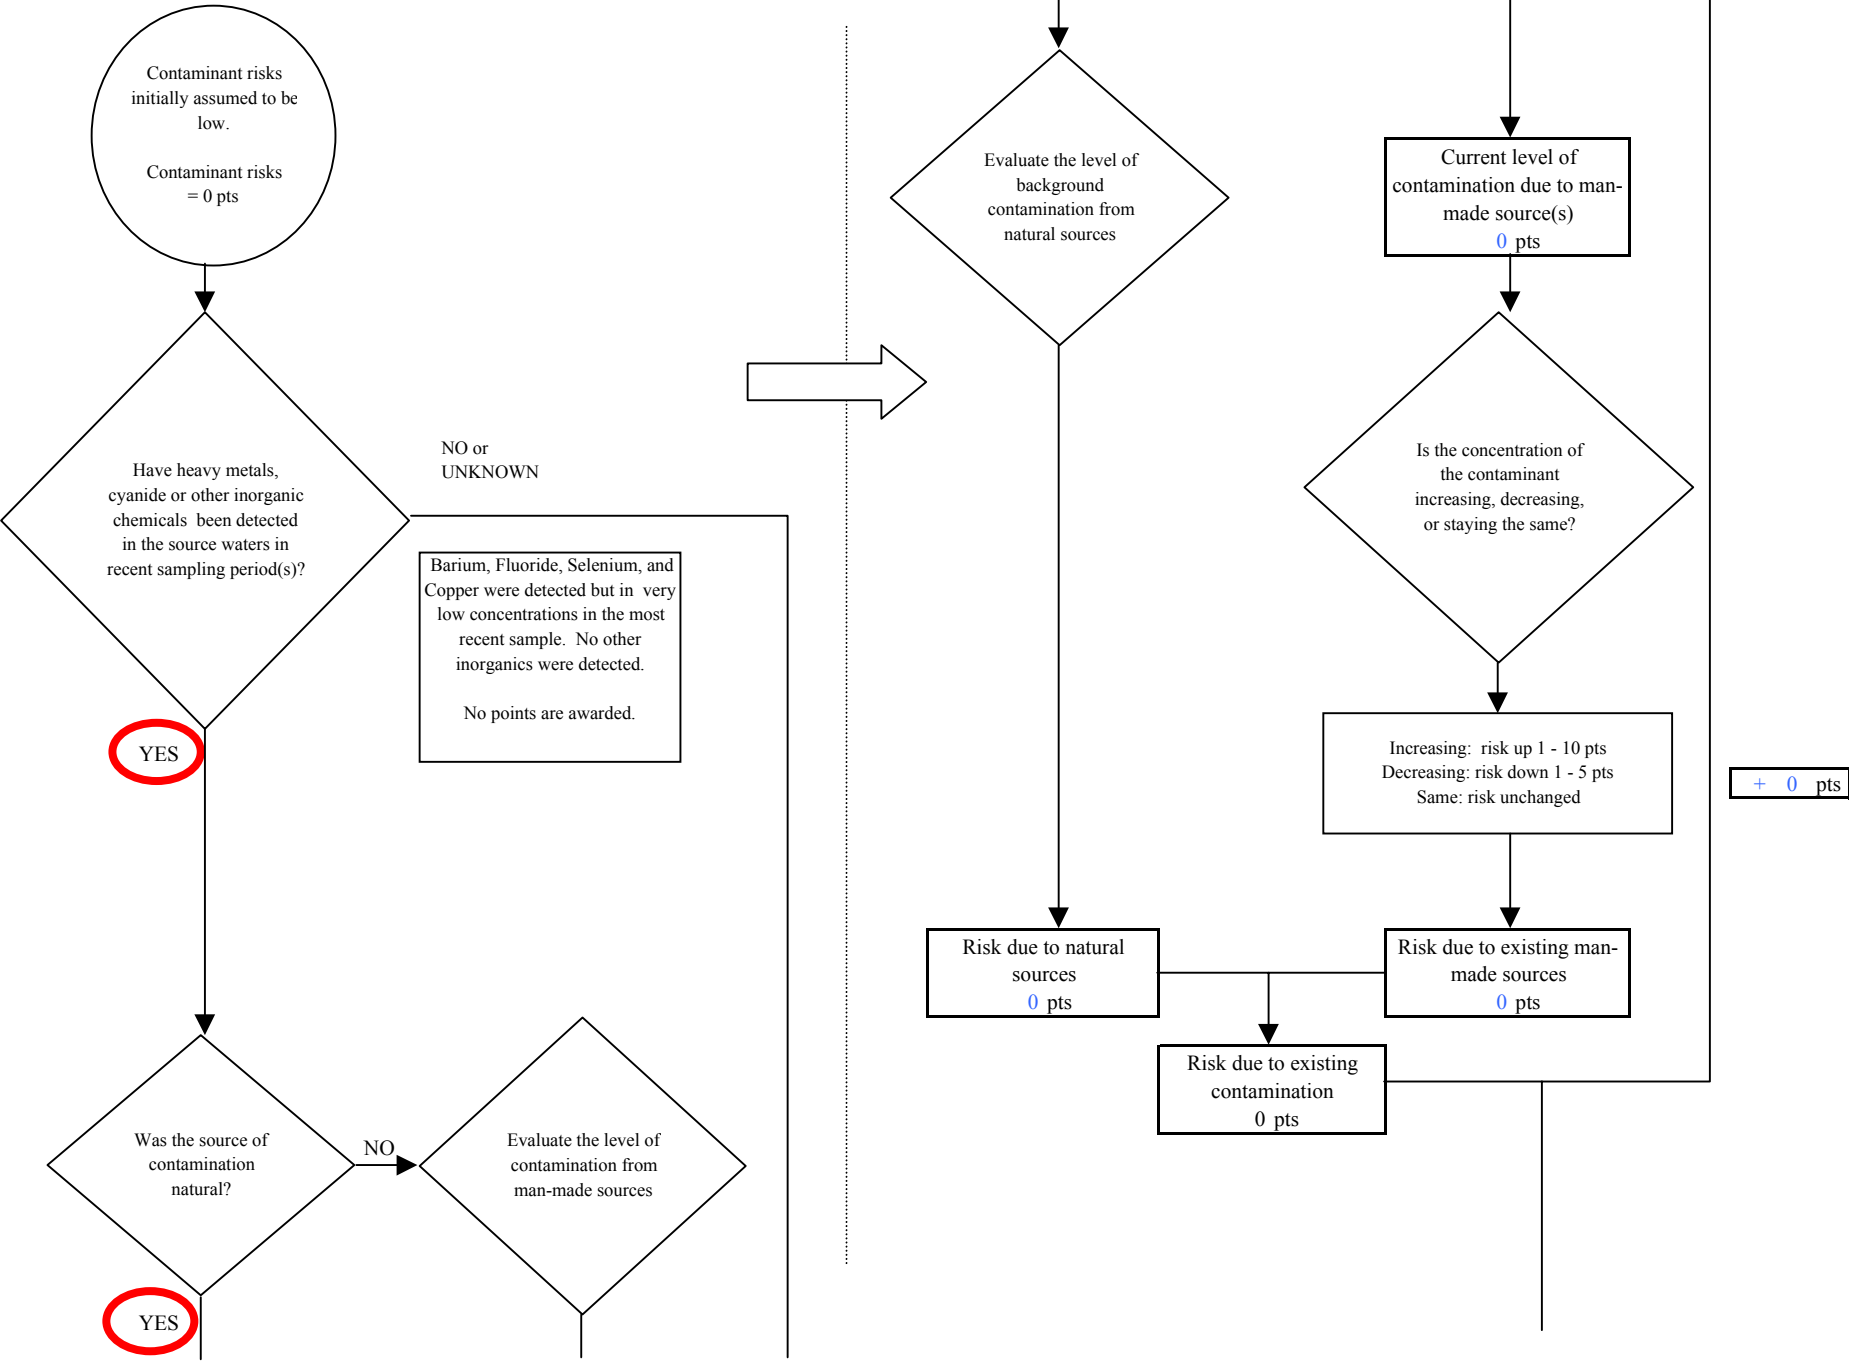 Contaminant risks
initially assumed to be
low.
Contaminant risks
= 0 pts
Have heavy metals,
cyanide or other inorganic
chemicals been detected
in the source waters in
recent sampling period(s)?
NO or
UNKNOWN
Barium, Fluoride, Selenium, and
Copper were detected but in very
low concentrations in the most
recent sample. No other
inorganics were detected.
No points are awarded.
YES
Was the source of
contamination
natural?
NO
Evaluate the level of
contamination from
man-made sources
YES
Evaluate the level of
background
contamination from
natural sources
Current level of
contamination due to man-
made source(s)
0 pts
Is the concentration of
the contaminant
increasing, decreasing,
or staying the same?
Increasing: risk up 1 - 10 pts
Decreasing: risk down 1 - 5 pts
Same: risk unchanged
+ 0 pts
Risk due to natural
sources
0 pts
Risk due to existing man-
made sources
0 pts
Risk due to existing
contamination
0 pts